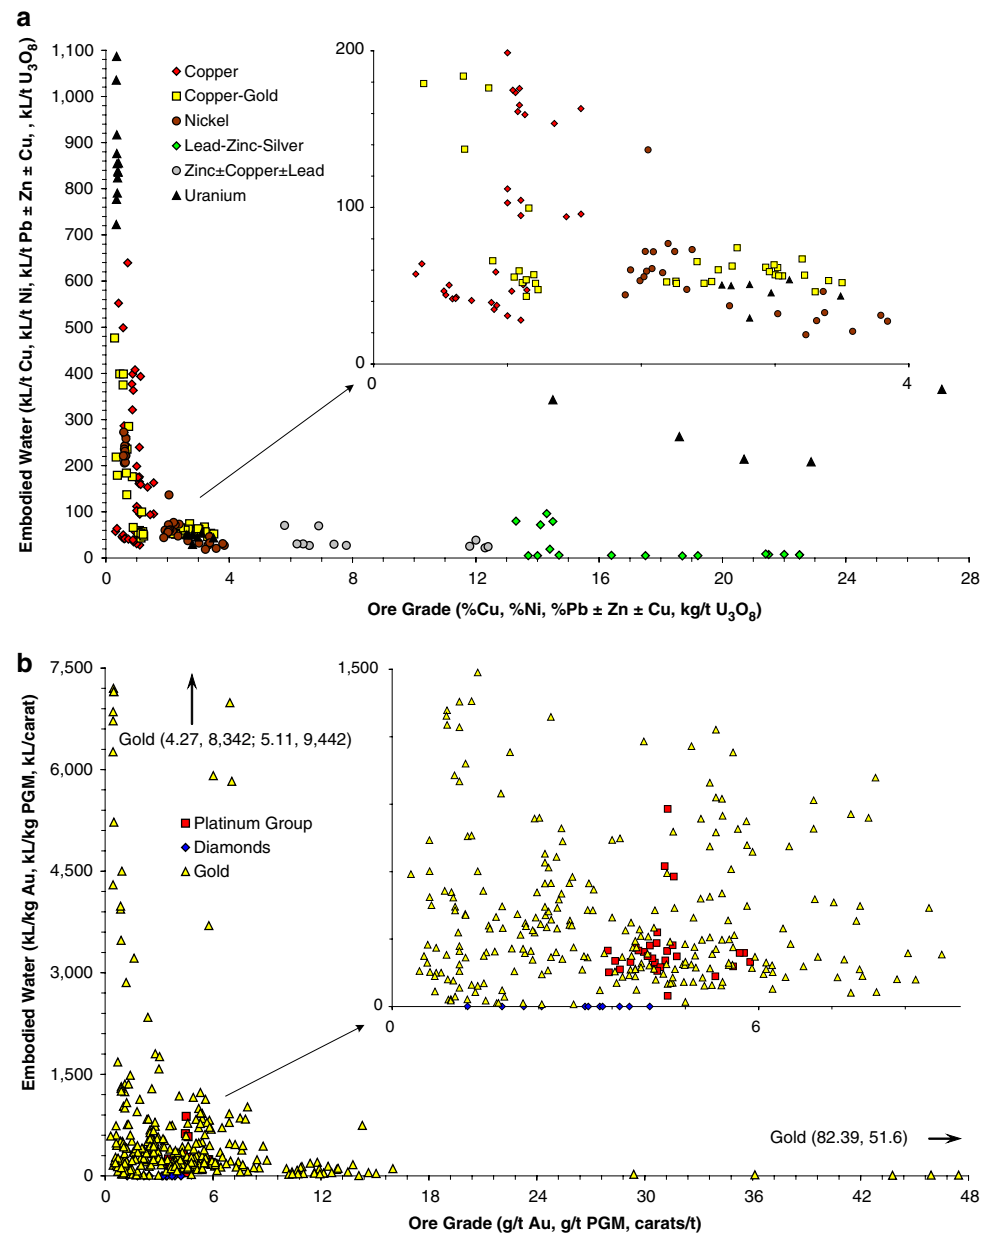 a
Embodied Water (kL/t Cu, kL/t Ni, kL/t Pb ± Zn ± Cu, , kL/t U3O8)
1,100
1,000
900
800
700
600
500
400
300
200
100
0
Copper
Copper-Gold
Nickel
Lead-Zinc-Silver
Zinc±Copper±Lead
Uranium
200
100
0
0 4
0 4 8 12 16 20 24 28
Ore Grade (%Cu, %Ni, %Pb ± Zn ± Cu, kg/t U3O8)
b
Embodied Water (kL/kg Au, kL/kg PGM, kL/carat)
7,500
6,000
4,500
3,000
1,500
0
Gold (4.27, 8,342; 5.11, 9,442)
Platinum Group
Diamonds
Gold
1,500
0
0 6
Gold (82.39, 51.6)
0 6 12 18 24 30 36 42 48
Ore Grade (g/t Au, g/t PGM, carats/t)